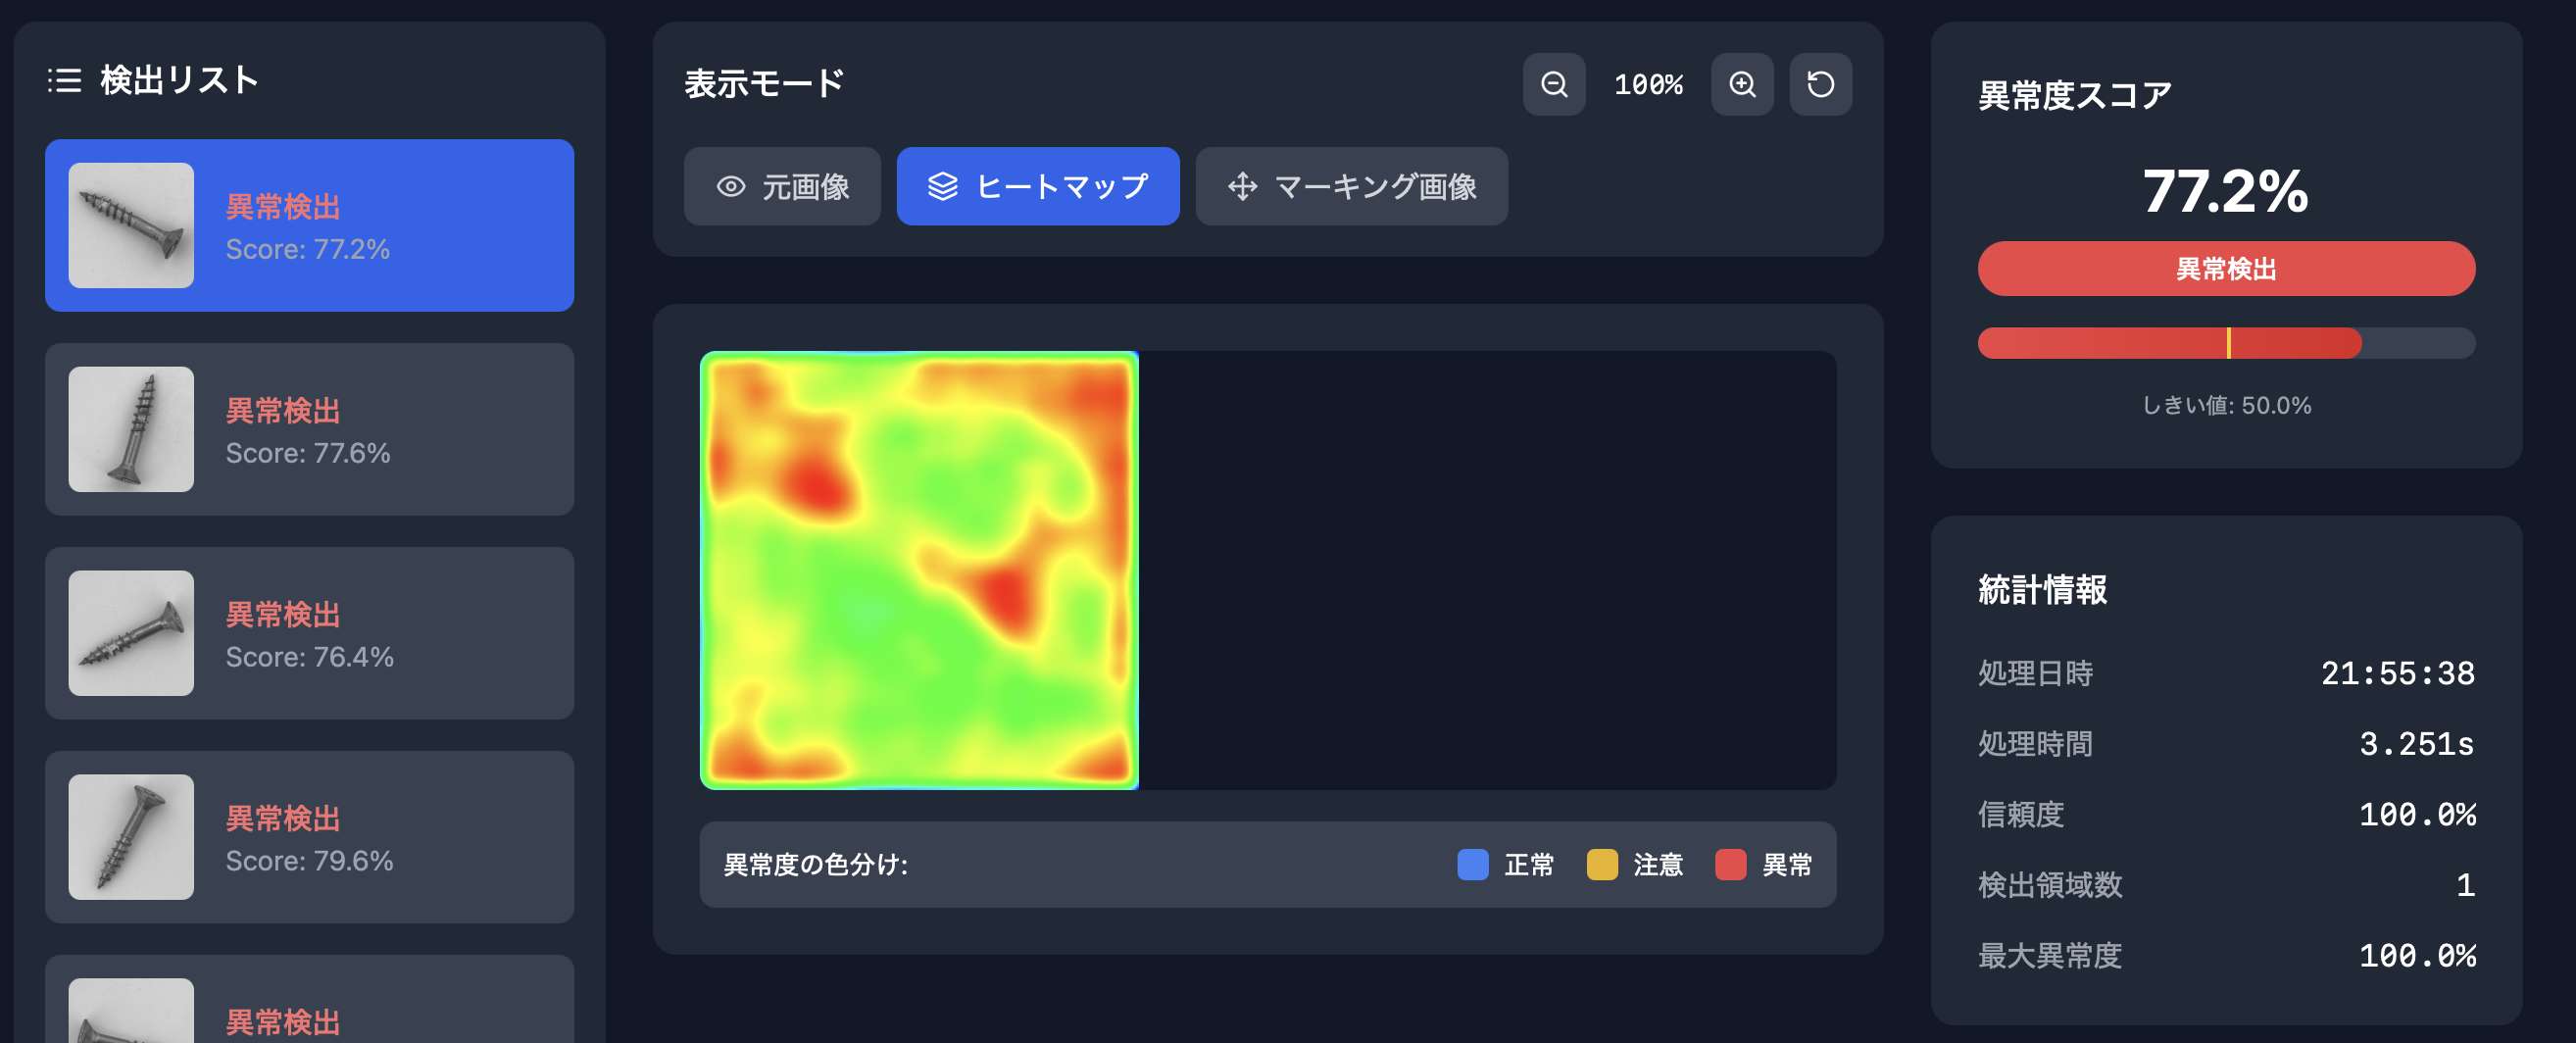 検出リスト
異常検出
Score: 77.2%
異常検出
Score: 77.6%
異常検出
Score: 76.4%
異常検出
Score: 79.6%
異常検出
表示モード
100%
元画像
ヒートマップ
マーキング画像
異常度の色分け:
正常
注意
異常
異常度スコア
77.2%
異常検出
しきい値: 50.0%
統計情報
処理日時 21:55:38
処理時間 3.251s
信頼度 100.0%
検出領域数 1
最大異常度 100.0%